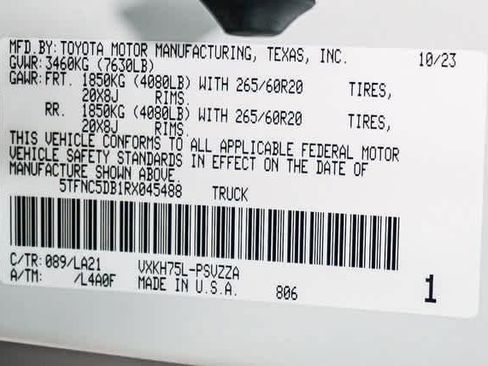 MFD.BY: TOYOTA MOTOR MANUFACTURING, TEXAS, INC. 10/23
GVWR: 3460KG (7630LB)
GAWR: FRT. 1850KG (4080LB) WITH 265/60R20 TIRES,
20X8J RIMS.
RR. 1850KG (4080LB) WITH 265/60R20 TIRES,
20X8J RIMS.
THIS VEHICLE CONFORMS TO ALL APPLICABLE FEDERAL MOTOR
VEHICLE SAFETY STANDARDS IN EFFECT ON THE DATE OF
MANUFACTURE SHOWN ABOVE.
5TFNC5DB1RX045488 TRUCK
C/TR: 089/LA21 VXKH75L-PSVZZA
A/TM: /L4A0F MADE IN U.S.A. 806 1